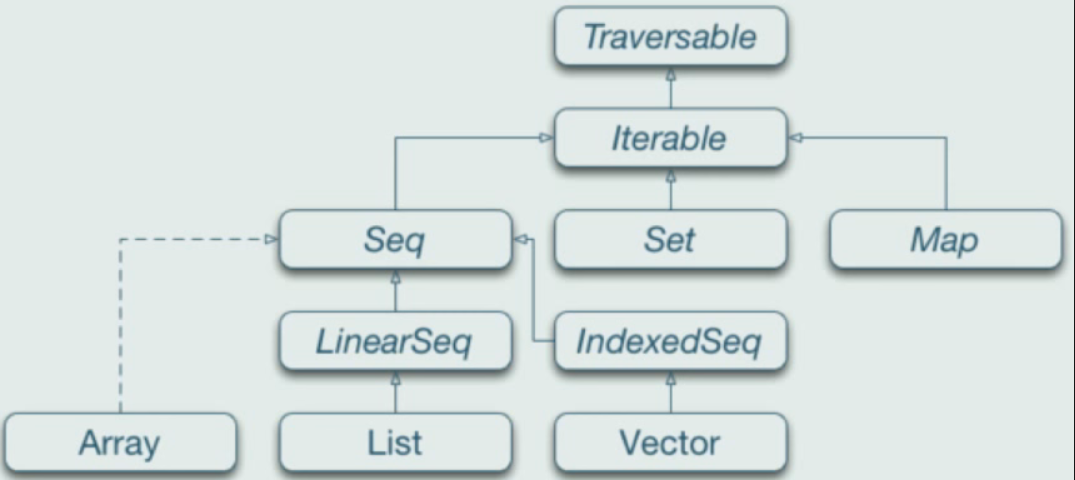 Traversable
Iterable
Seq
Set
Map
LinearSeq
IndexedSeq
Array
List
Vector